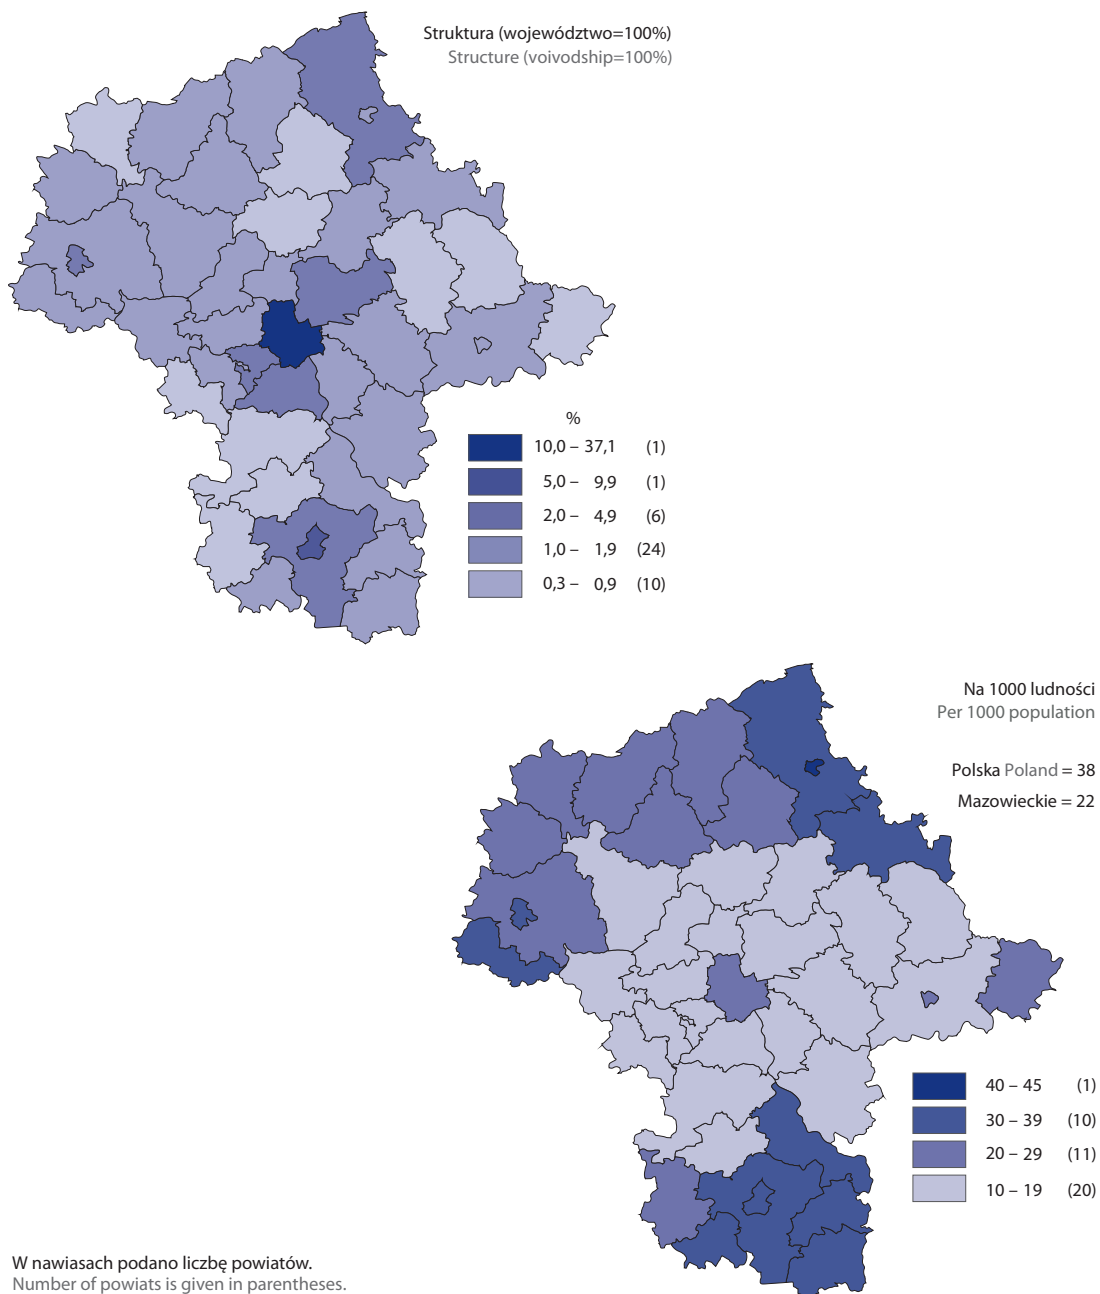 Struktura (województwo=100%)
Structure (voivodship=100%)
%
10,0 – 37,1 (1)
5,0 – 9,9 (1)
2,0 – 4,9 (6)
1,0 – 1,9 (24)
0,3 – 0,9 (10)
Na 1000 ludności
Per 1000 population
Polska Poland = 38
Mazowieckie = 22
40 – 45 (1)
30 – 39 (10)
20 – 29 (11)
10 – 19 (20)
W nawiasach podano liczbę powiatów.
Number of powiats is given in parentheses.